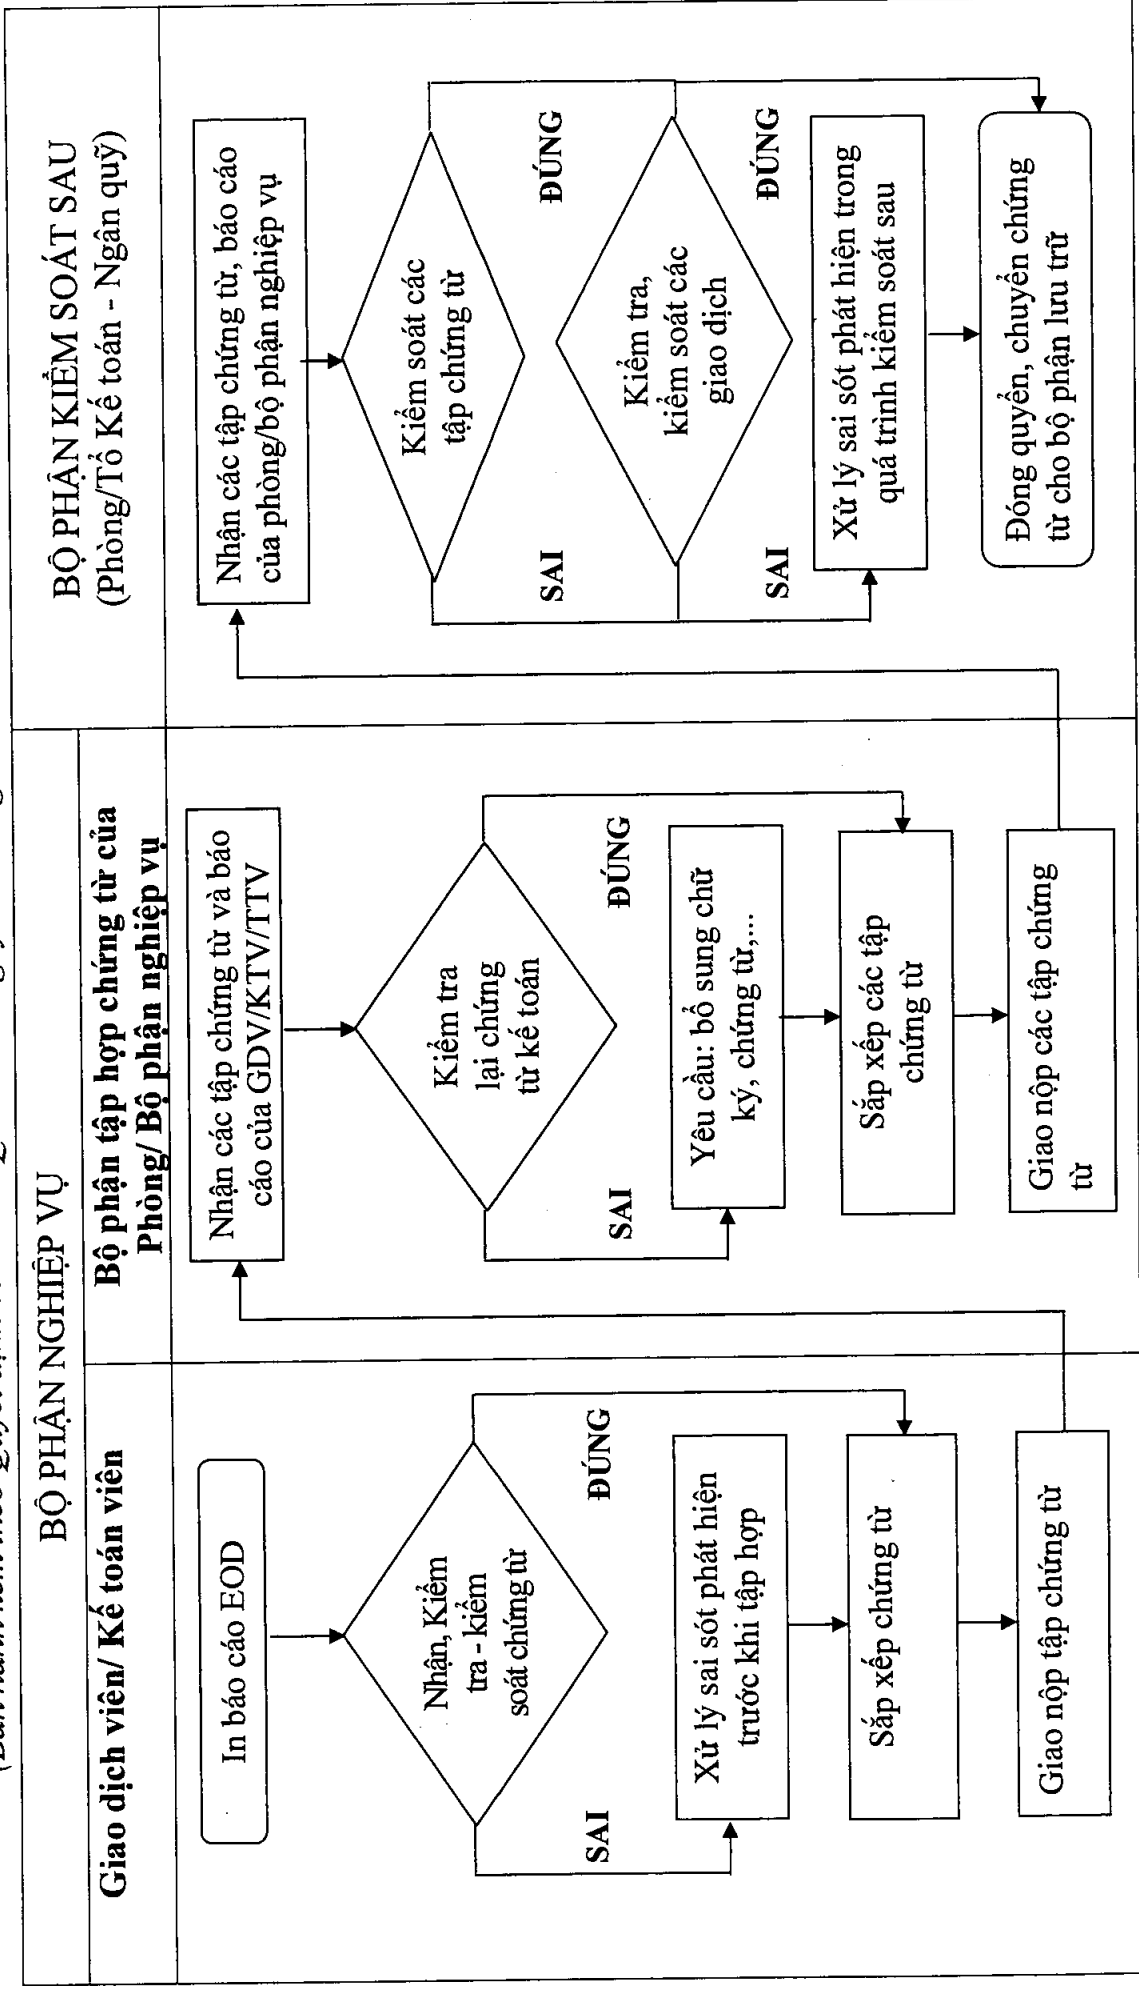 BỘ PHẬN NGHIỆP VỤ
BỘ PHẬN KIỂM SOÁT SAU
(Phòng/Tổ Kế toán - Ngân quỹ)
Giao dịch viên/ Kế toán viên
Bộ phận tập hợp chứng từ của
Phòng/ Bộ phận nghiệp vụ
In báo cáo EOD
Nhận, Kiểm
tra - kiểm
soát chứng từ
SAI
ĐÚNG
Xử lý sai sót phát hiện
trước khi tập hợp
Sắp xếp chứng từ
Giao nộp tập chứng từ
Nhận các tập chứng từ và báo
cáo của GDV/KTV/TTV
Kiểm tra
lại chứng
từ kế toán
SAI
ĐÚNG
Yêu cầu: bổ sung chữ
ký, chứng từ,...
Sắp xếp các tập
chứng từ
Giao nộp các tập chứng
từ
Nhận các tập chứng từ, báo cáo
của phòng/bộ phận nghiệp vụ
Kiểm soát các
tập chứng từ
SAI
ĐÚNG
Kiểm tra,
kiểm soát các
giao dịch
SAI
ĐÚNG
Xử lý sai sót phát hiện trong
quá trình kiểm soát sau
Đóng quyển, chuyển chứng
từ cho bộ phận lưu trữ